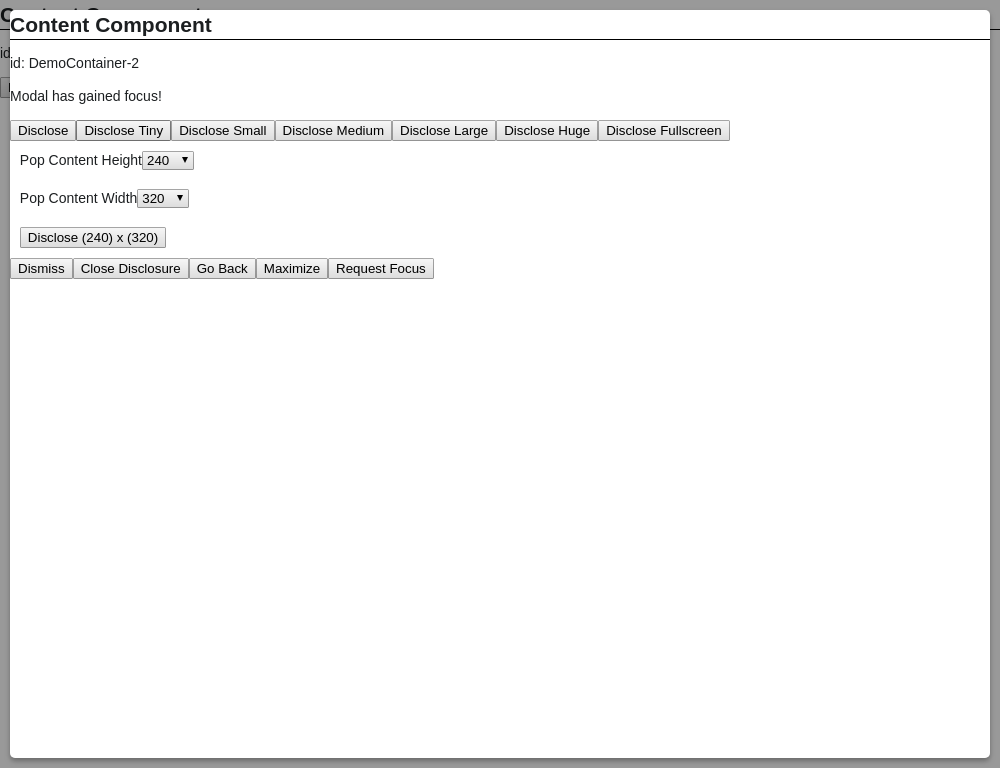 Content Component
id: DemoContainer-2
Modal has gained focus!
Disclose Disclose Tiny Disclose Small Disclose Medium Disclose Large Disclose Huge Disclose Fullscreen
Pop Content Height 240
Pop Content Width 320
Disclose (240) x (320)
Dismiss Close Disclosure Go Back Maximize Request Focus